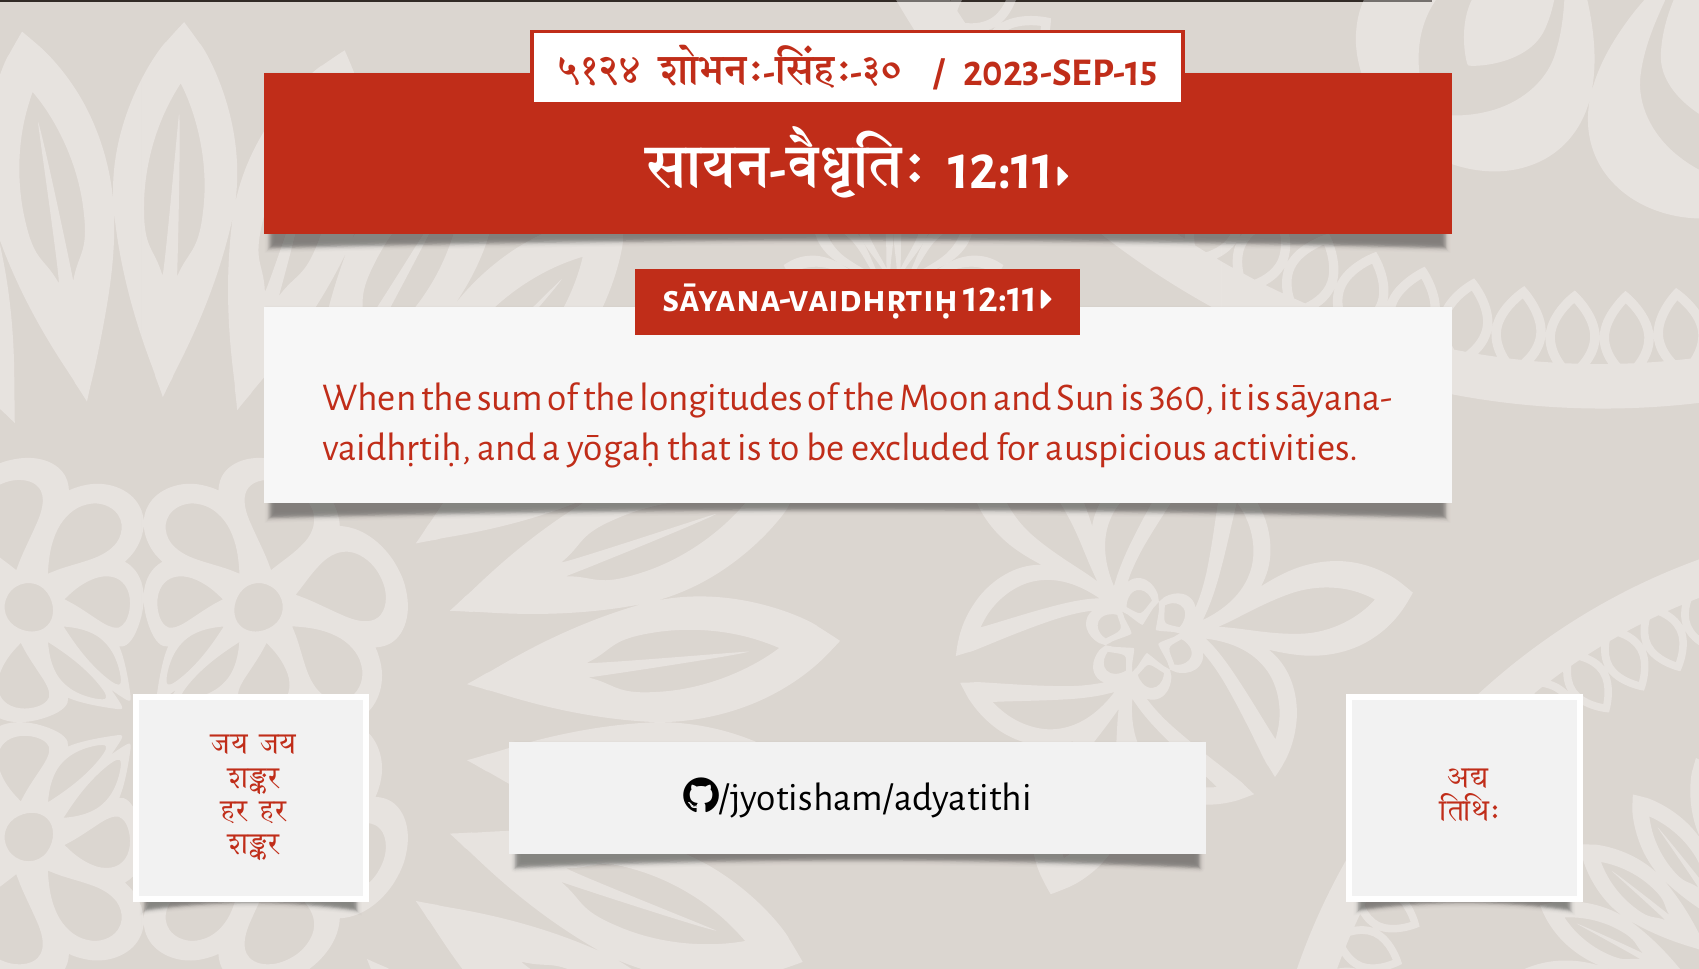 ५१२४ शोभनः-सिंहः-३० / 2023-SEP-15
सायन-वैधृतिः 12:11
SĀYANA-VAIDHṚTIḤ 12:11
When the sum of the longitudes of the Moon and Sun is 360, it is sāyana-
vaidhṛtiḥ, and a yōgaḥ that is to be excluded for auspicious activities.
जय जय
शङ्कर
हर हर
शङ्कर
/jyotisham/adyatithi
अद्य
तिथिः